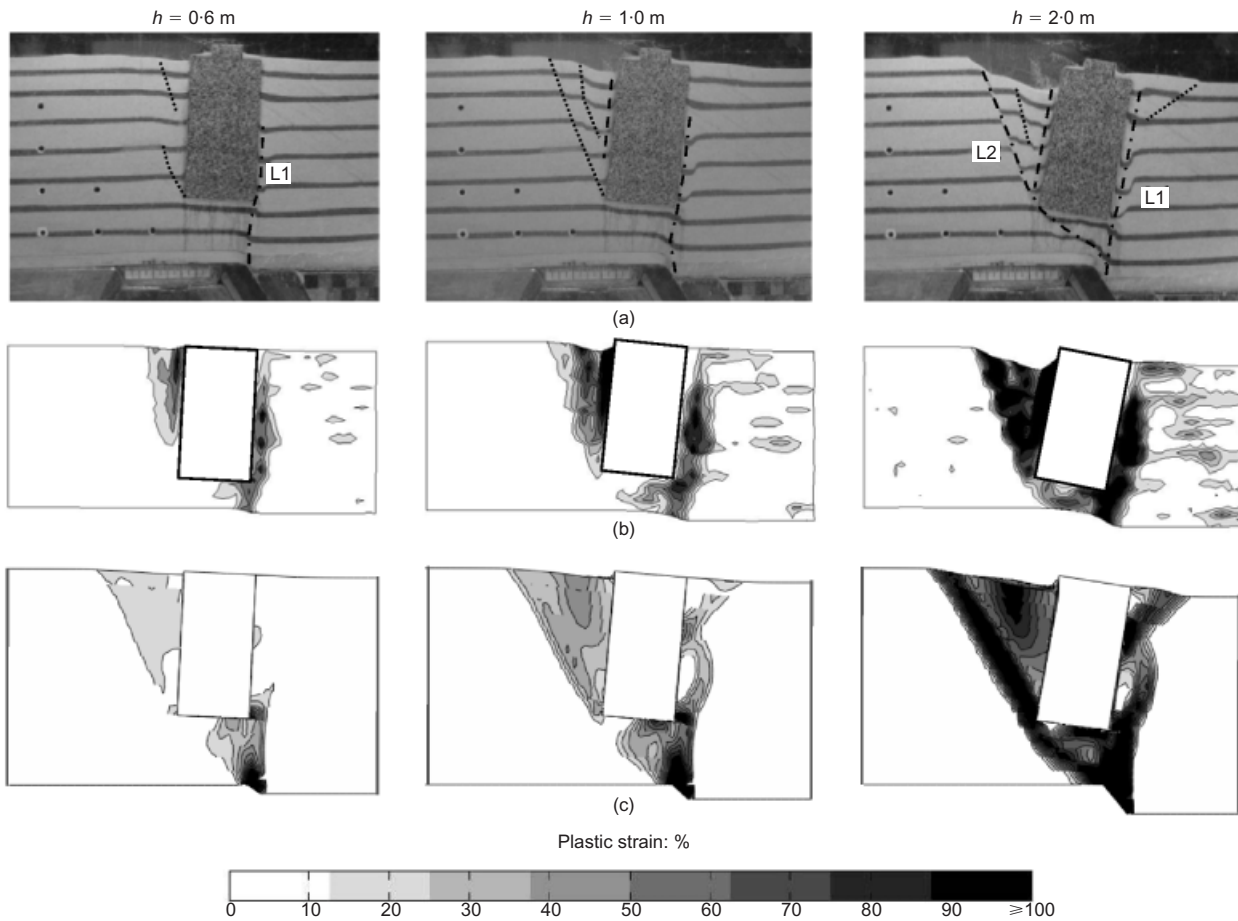 h = 0·6 m
h = 1·0 m
h = 2·0 m
L1
L2
L1
(a)
(b)
(c)
Plastic strain: %
0 10 20 30 40 50 60 70 80 90 ≥100